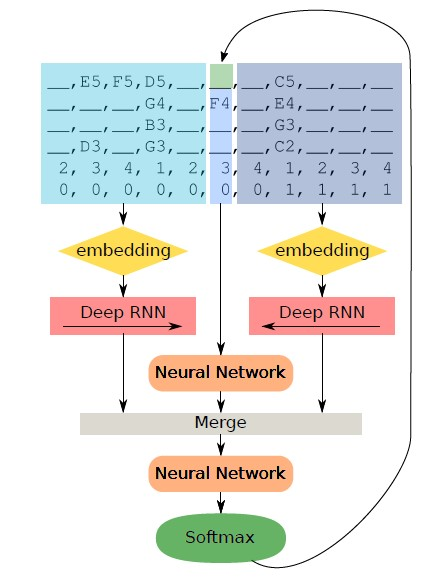 __,E5,F5,D5,__,__,__,C5,__,__,__
__,__,__,G4,__,F4,__,E4,__,__,__
__,__,__,B3,__,__,__,G3,__,__,__
__,D3,__,G3,__,__,__,C2,__,__,__
2, 3, 4, 1, 2, 3, 4, 1, 2, 3, 4
0, 0, 0, 0, 0, 0, 0, 1, 1, 1, 1
embedding
embedding
Deep RNN
Deep RNN
Neural Network
Merge
Neural Network
Softmax